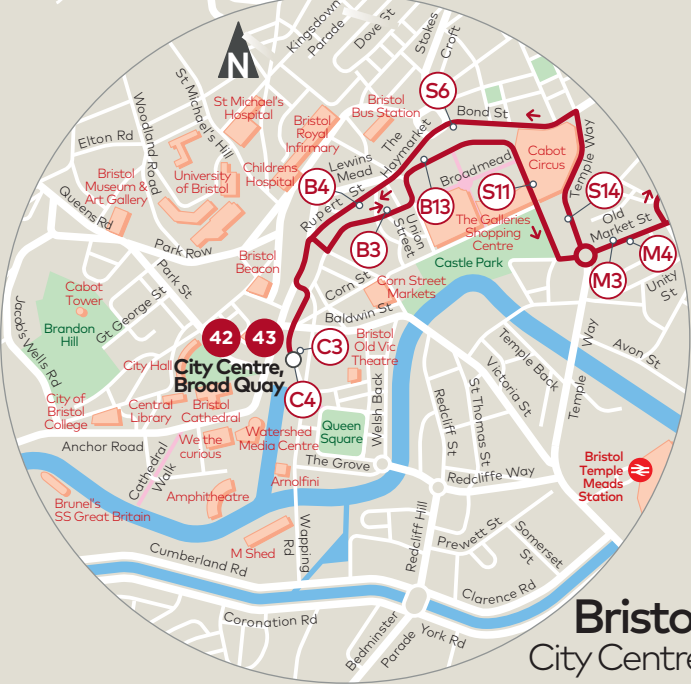 Kingsdown
Parade
Dove St
Stokes
Croft
N
S6
Bond St
St Michael's
Hospital
Bristol
Bus Station
Woodland Road
St Michael's Hill
Elton Rd
Bristol
Royal
Infirmary
The
Haymarket
Cabot
Circus
Temple Way
Lewins
Mead
Broadmead
Childrens
Hospital
University
of Bristol
Bristol
Museum &
Art Gallery
B4
Rupert St
B13
S11
S14
Queens Rd
Union
Street
The Galleries
Shopping
Centre
Old
Market St
B3
Park Row
M3
M4
Castle Park
Bristol
Beacon
Corn St
Corn Street
Markets
Unity
St
Park St
Cabot
Tower
Gt George St
Baldwin St
Jacob's Wells Rd
Brandon
Hill
42
43
C3
Bristol
Old Vic
Theatre
Temple Back
Avon St
City Hall
City Centre,
Broad Quay
Victoria St
Temple
Way
C4
City of
Bristol
College
Central
Library
Bristol
Cathedral
Welsh Back
Redcliff St
St Thomas St
Queen
Square
Watershed
Media Centre
Anchor Road
We the
curious
Cathedral
Walk
The Grove
Redcliffe Way
Bristol
Temple
Meads
Station
Arnolfini
Amphitheatre
Brunel's
SS Great Britain
M Shed
Wapping
Rd
Redcliff Hill
Prewett St
Somerset
St
Cumberland Rd
Clarence Rd
Coronation Rd
Bedminster
Parade
York Rd
Bristo
City Centre